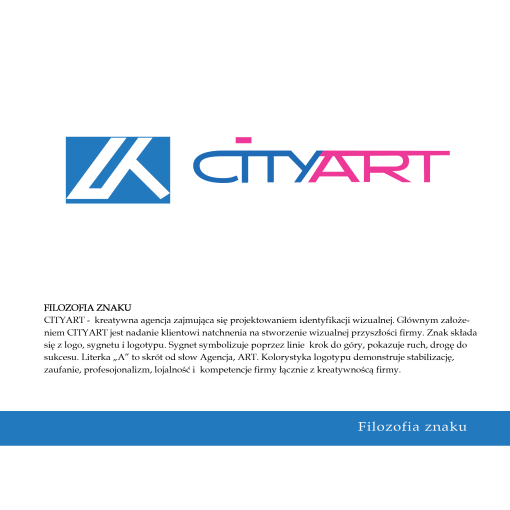 CITYART
FILOZOFIA ZNAKU
CITYART - kreatywna agencja zajmująca się projektowaniem identyfikacji wizualnej. Głównym założe-
niem CITYART jest nadanie klientowi natchnenia na stworzenie wizualnej przyszłości firmy. Znak składa
się z logo, sygnetu i logotypu. Sygnet symbolizuje poprzez linie krok do góry, pokazuje ruch, drogę do
sukcesu. Literka „A” to skrót od słow Agencja, ART. Kolorystyka logotypu demonstruje stabilizację,
zaufanie, profesojonalizm, lojalność i kompetencje firmy łącznie z kreatywnością firmy.
Filozofia znaku